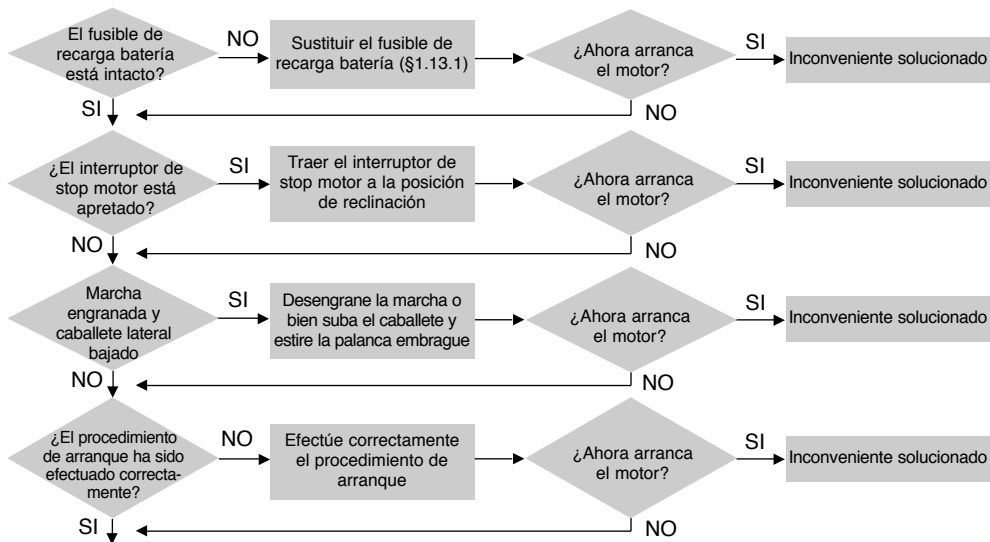 El fusible de
recarga batería
está intacto?
NO
Sustituir el fusible de
recarga batería (§1.13.1)
¿Ahora arranca
el motor?
SI
Inconveniente solucionado
SI
NO
¿El interruptor de
stop motor está
apretado?
SI
Traer el interruptor de
stop motor a la posición
de reclinación
¿Ahora arranca
el motor?
SI
Inconveniente solucionado
NO
NO
Marcha
engranada y
caballete lateral
bajado
SI
Desengrane la marcha o
bien suba el caballete y
estire la palanca embrague
¿Ahora arranca
el motor?
SI
Inconveniente solucionado
NO
NO
¿El procedimiento
de arranque ha sido
efectuado correcta-
mente?
NO
Efectúe correctamente
el procedimiento de
arranque
¿Ahora arranca
el motor?
SI
Inconveniente solucionado
SI
NO